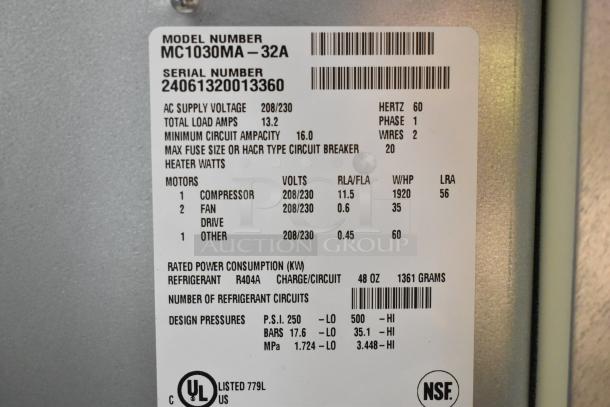 MODEL NUMBER
MC1030MA-32A
SERIAL NUMBER
24061320013360
AC SUPPLY VOLTAGE 208/230 HERTZ 60
TOTAL LOAD AMPS 13.2 PHASE 1
MINIMUM CIRCUIT AMPACITY 16.0 WIRES 2
MAX FUSE SIZE OR HACR TYPE CIRCUIT BREAKER 20
HEATER WATTS
MOTORS VOLTS RLA/FLA W/HP LRA
1 COMPRESSOR 208/230 11.5 1920 56
2 FAN 208/230 0.6 35
DRIVE
1 OTHER 208/230 0.45 60
PCI
AUCTION GROUP
RATED POWER CONSUMPTION (KW)
REFRIGERANT R404A CHARGE/CIRCUIT 48 OZ 1361 GRAMS
NUMBER OF REFRIGERANT CIRCUITS
DESIGN PRESSURES P.S.I. 250 -LO 500 -HI
BARS 17.6 -LO 35.1 -HI
MPa 1.724 -LO 3.448 -HI
C UL LISTED 779L
US
NSF